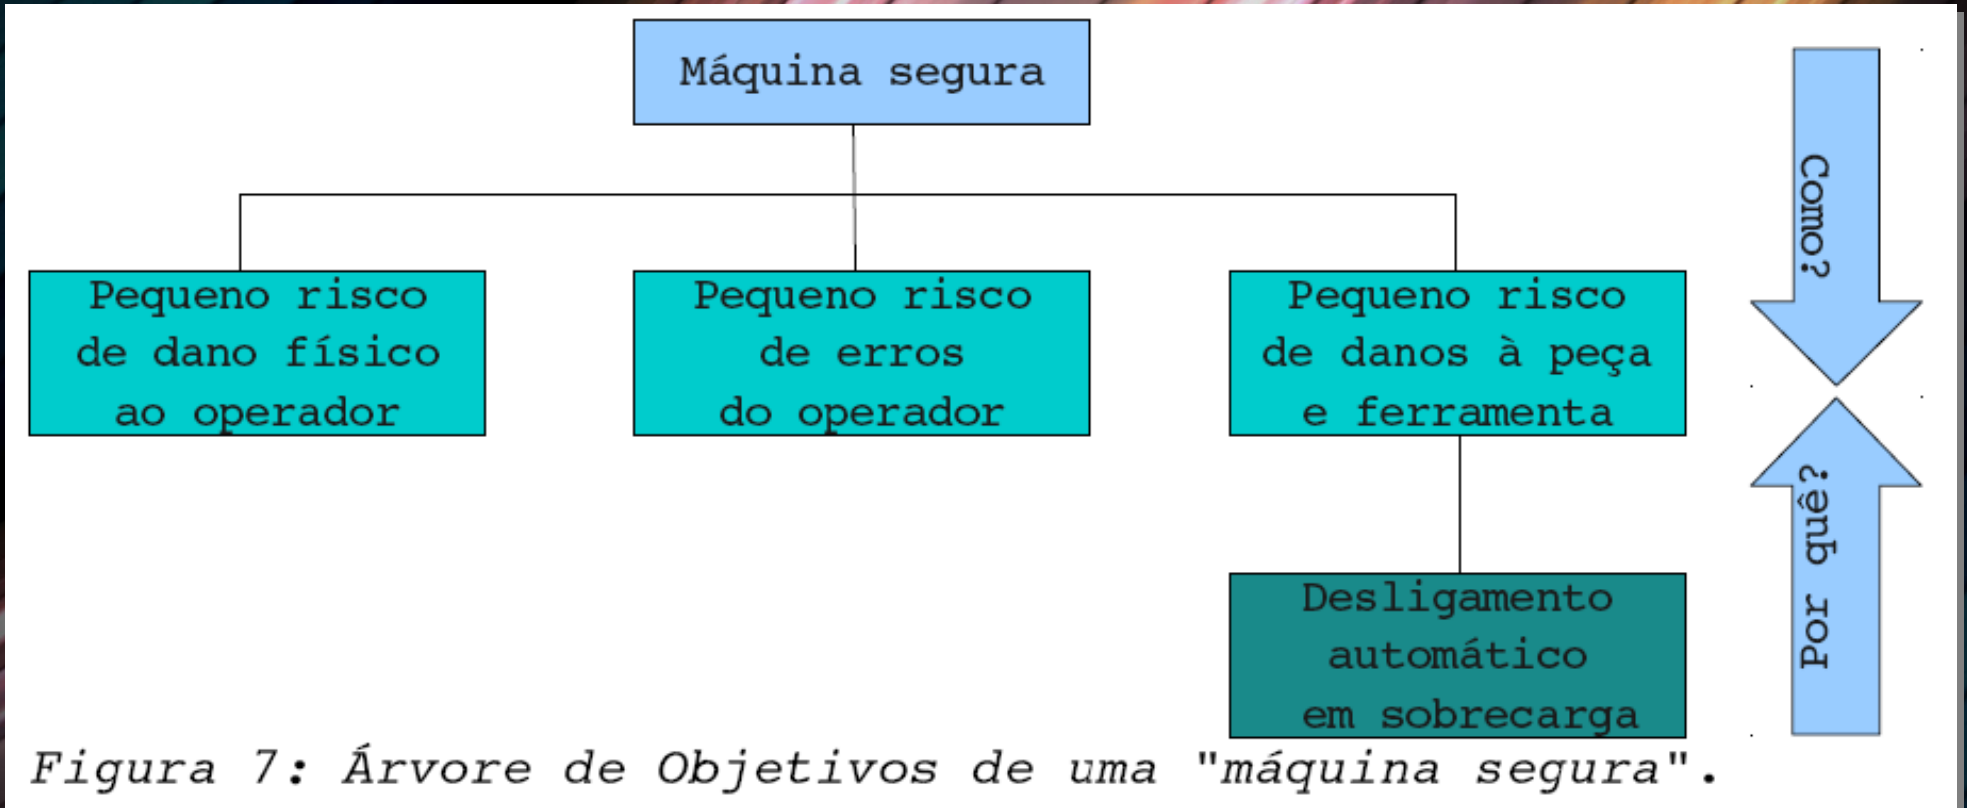 Máquina segura
Pequeno risco
de dano físico
ao operador
Pequeno risco
de erros
do operador
Pequeno risco
de danos à peça
e ferramenta
Desligamento
automático
em sobrecarga
Como?
Por quê?
Figura 7: Árvore de Objetivos de uma "máquina segura".